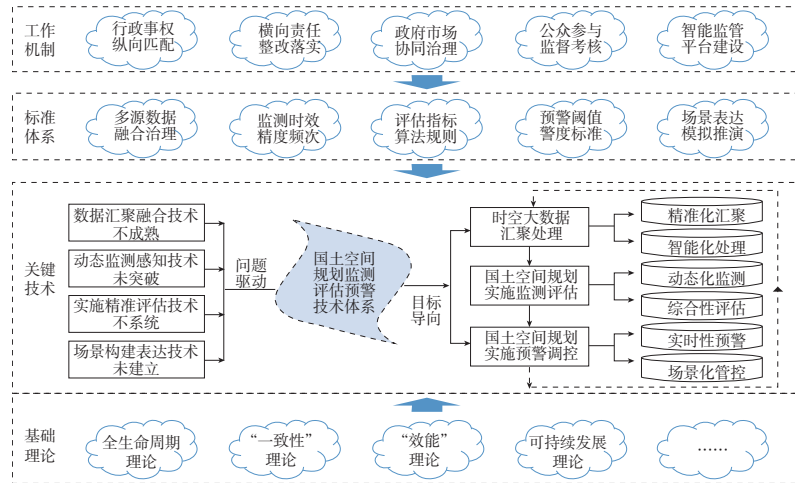 工作
机制
行政事权
纵向匹配
横向责任
整改落实
政府市场
协同治理
公众参与
监督考核
智能监管
平台建设
标准
体系
多源数据
融合治理
监测时效
精度频次
评估指标
算法规则
预警阈值
警度标准
场景表达
模拟推演
关键
技术
数据汇聚融合技术
不成熟
动态监测感知技术
未突破
实施精准评估技术
不系统
场景构建表达技术
未建立
问题
驱动
国土空间
规划监测
评估预警
技术体系
目标
导向
时空大数据
汇聚处理
国土空间规划
实施监测评估
国土空间规划
实施预警调控
精准化汇聚
智能化处理
动态化监测
综合性评估
实时性预警
场景化管控
基础
理论
全生命周期
理论
“一致性”
理论
“效能”
理论
可持续发展
理论
……